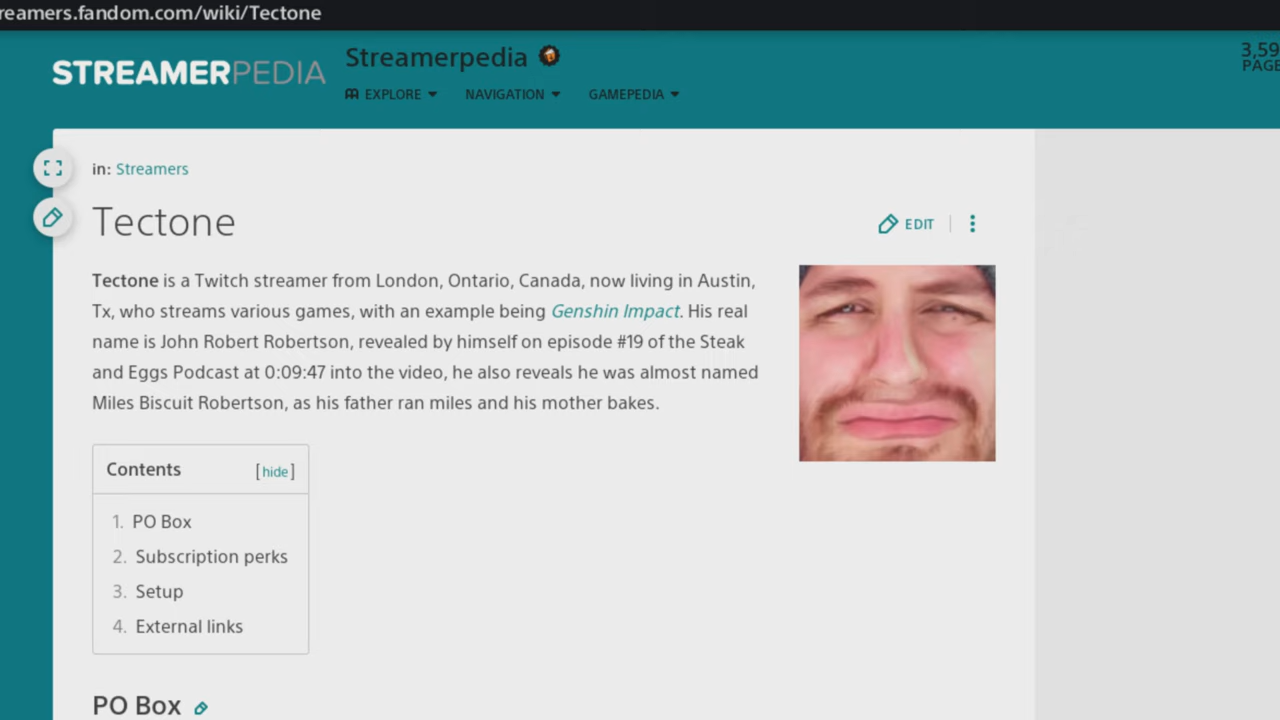 reamers.fandom.com/wiki/Tectone
STREAMERPEDIA
Streamerpedia
3,59
PAGE
EXPLORE
NAVIGATION
GAMEPEDIA
in: Streamers
Tectone
EDIT
Tectone is a Twitch streamer from London, Ontario, Canada, now living in Austin,
Tx, who streams various games, with an example being Genshin Impact. His real
name is John Robert Robertson, revealed by himself on episode #19 of the Steak
and Eggs Podcast at 0:09:47 into the video, he also reveals he was almost named
Miles Biscuit Robertson, as his father ran miles and his mother bakes.
Contents [hide]
1. PO Box
2. Subscription perks
3. Setup
4. External links
PO Box